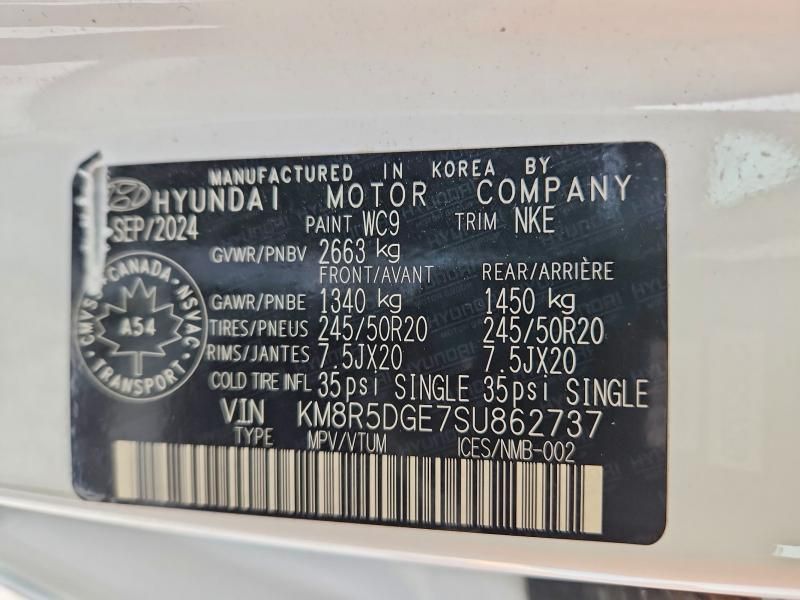 MANUFACTURED IN KOREA BY
HYUNDAI MOTOR COMPANY
SEP/2024 PAINT WC9 TRIM NKE
GVWR/PNBV 2663 kg
FRONT/AVANT REAR/ARRIÈRE
GAWR/PNBE 1340 kg 1450 kg
TIRES/PNEUS 245/50R20 245/50R20
RIMS/JANTES 7.5JX20 7.5JX20
COLD TIRE INFL 35psi SINGLE 35psi SINGLE
VIN KM8R5DGE7SU862737
TYPE MPV/VTUM ICES/NMB-002
CANADA
NSVAC
TRANSPORT
CMVS
A54